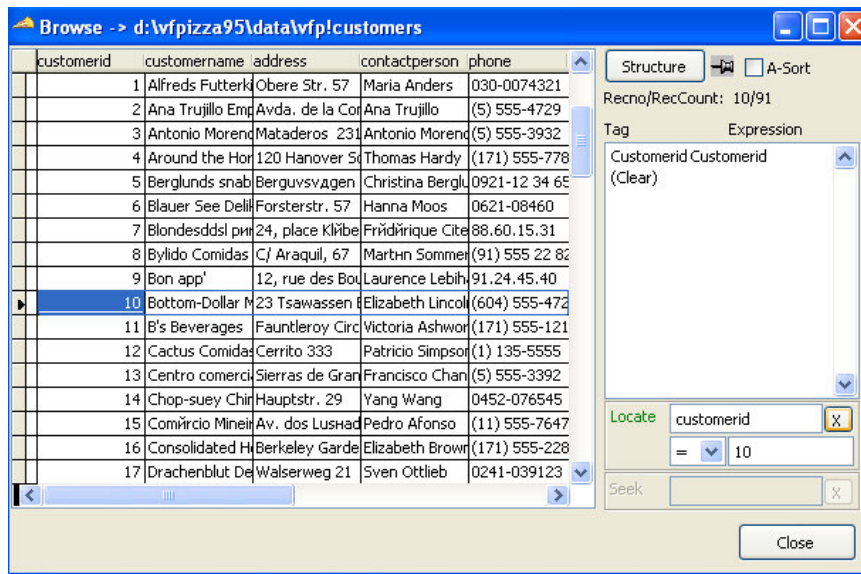 Browse -> d:\vfpizza95\data\vfp!customers
customerid customername address contactperson phone
1 Alfreds Futterki Obere Str. 57 Maria Anders 030-0074321
2 Ana Trujillo Emp Avda. de la Cor Ana Trujillo (5) 555-4729
3 Antonio Moreno Mataderos 231 Antonio Moreno (5) 555-3932
4 Around the Hor 120 Hanover Sq Thomas Hardy (171) 555-778
5 Berglunds snab Berguvsvдgen Christina Berglu 0921-12 34 65
6 Blauer See Delik Forsterstr. 57 Hanna Moos 0621-08460
7 Blondesddsl pиr 24, place Klйbe Frйdйrique Cite 88.60.15.31
8 Bylido Comidas C/ Araquil, 67 Martнn Sommer (91) 555 22 82
9 Bon app' 12, rue des Bou Laurence Lebih 91.24.45.40
10 Bottom-Dollar M 23 Tsawassen B Elizabeth Lincoln (604) 555-472
11 B's Beverages Fauntleroy Circ Victoria Ashwor (171) 555-121
12 Cactus Comidas Cerrito 333 Patricio Simpson (1) 135-5555
13 Centro comerci Sierras de Gran Francisco Chan (5) 555-3392
14 Chop-suey Chin Hauptstr. 29 Yang Wang 0452-076545
15 Comйrcio Mineir Av. dos Lusнad Pedro Afonso (11) 555-7647
16 Consolidated Ho Berkeley Garde Elizabeth Brown (171) 555-228
17 Drachenblut De Walserweg 21 Sven Ottlieb 0241-039123
Structure A-Sort
Recno/RecCount: 10/91
Tag Expression
Customerid Customerid
(Clear)
Locate customerid X
= 10
Seek X
Close